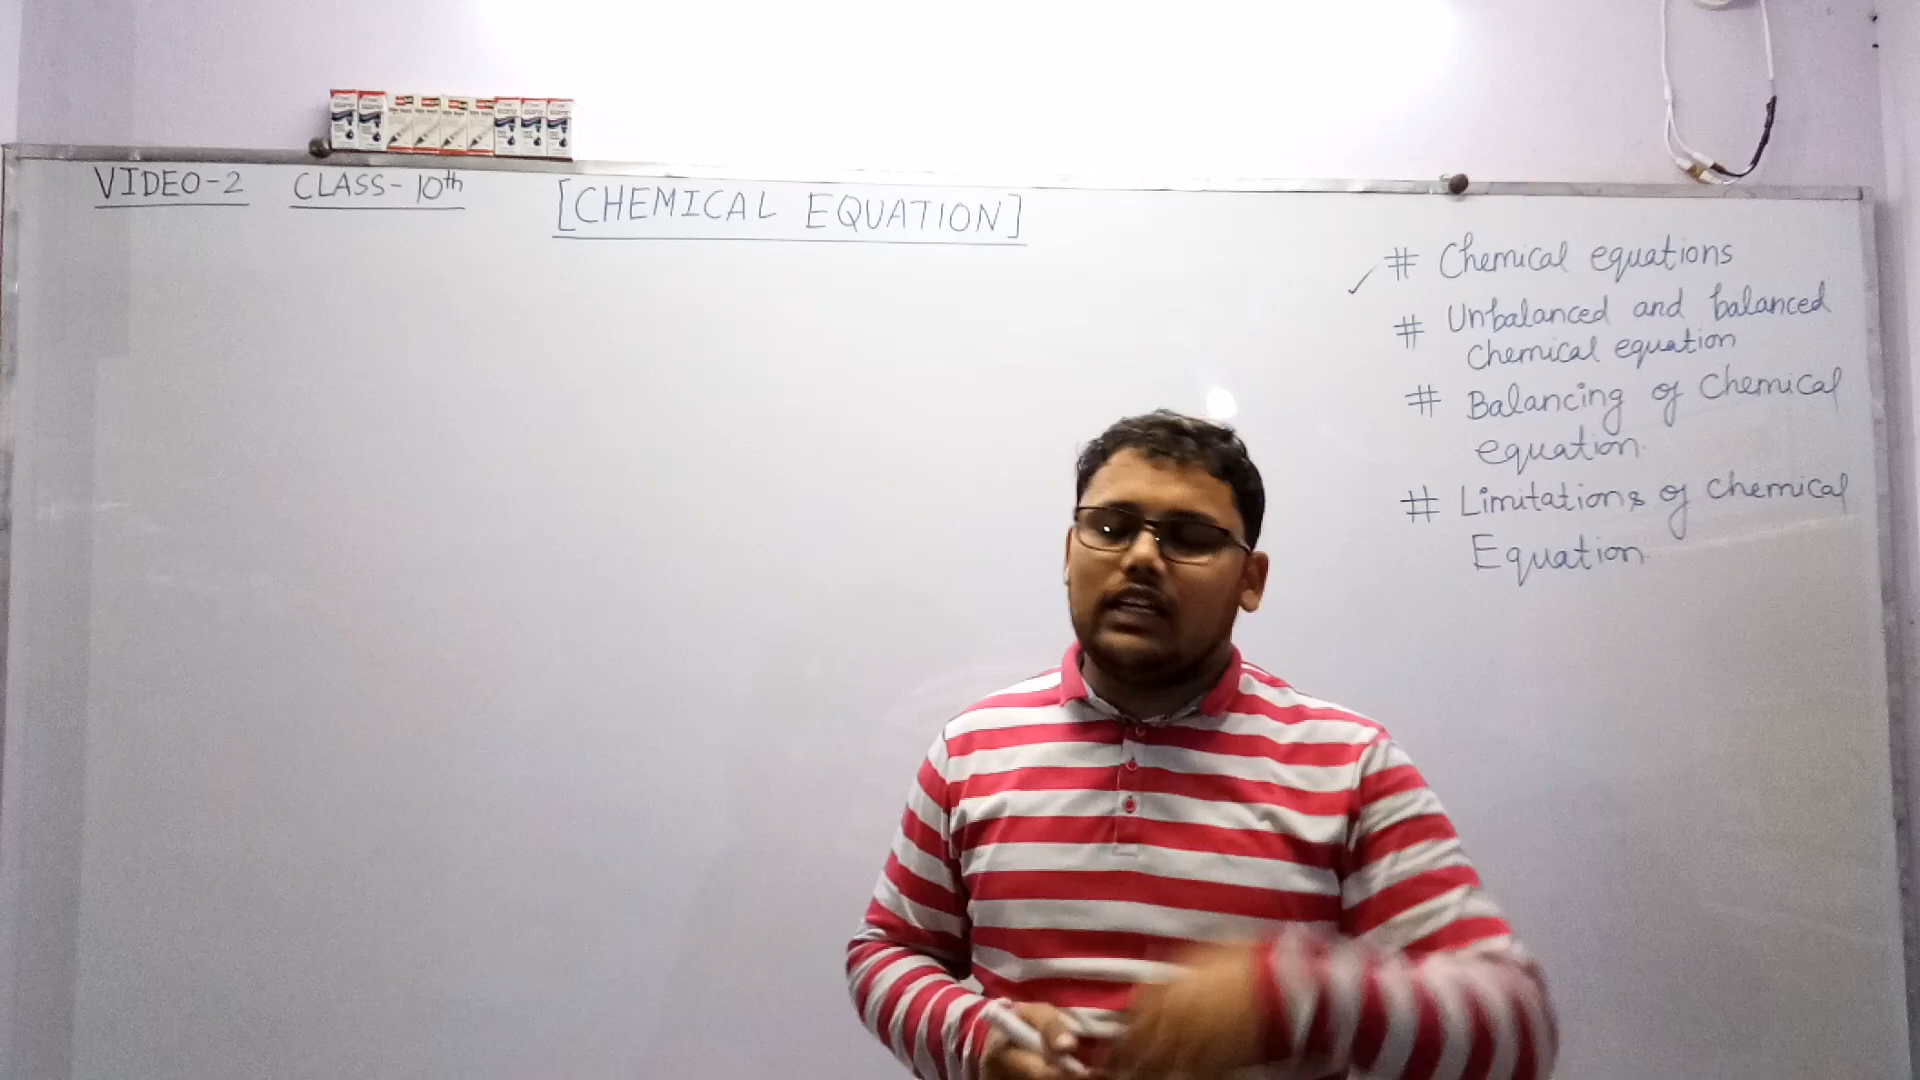 VIDEO-2 CLASS-10th [CHEMICAL EQUATION]
# Chemical equations
# Unbalanced and balanced
chemical equation
# Balancing of Chemical
equation.
# Limitations of chemical
Equation.